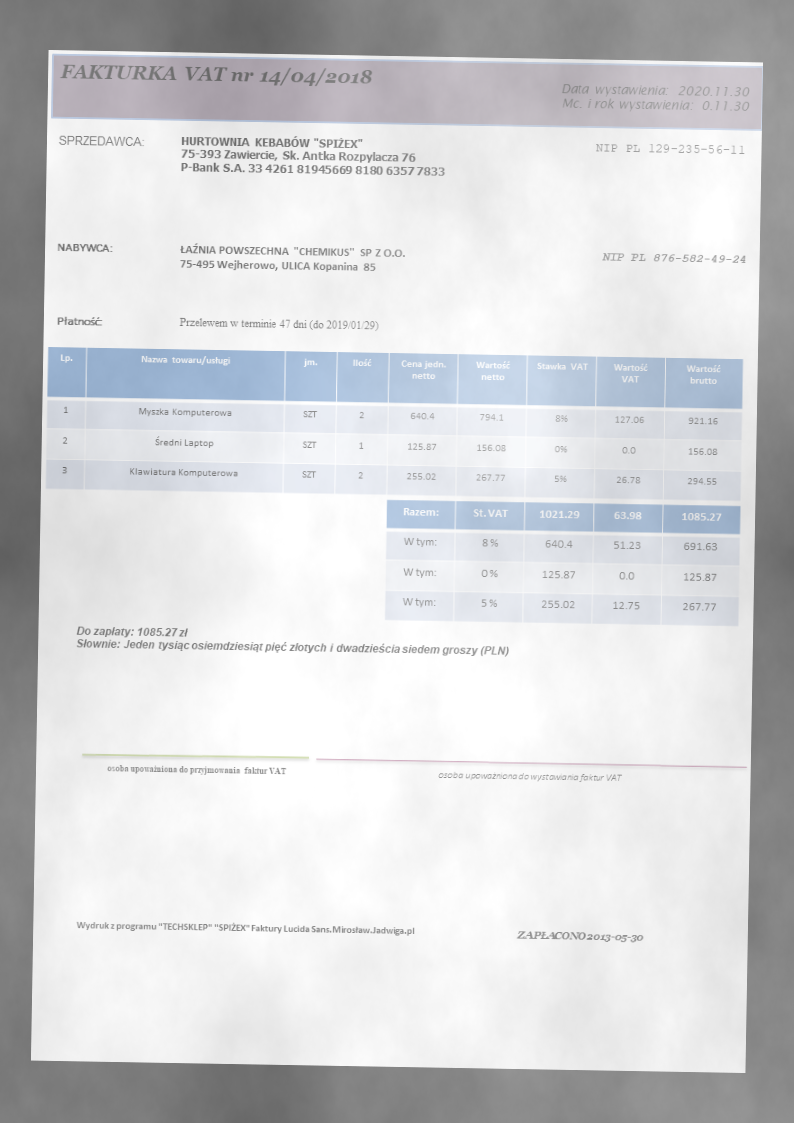 FAKTURKA VAT nr 14/04/2018
Data wystawienia: 2020.11.30
Mc. i rok wystawienia: 0.11.30
SPRZEDAWCA: HURTOWNIA KEBABÓW "SPIŻEX" NIP PL 129-235-56-11
75-393 Zawiercie, Sk. Antka Rozpylacza 76
P-Bank S.A. 33 4261 81945669 8180 6357 7833
NABYWCA: ŁAŹNIA POWSZECHNA "CHEMIKUS" SP Z O.O. NIP PL 876-582-49-24
75-495 Wejherowo, ULICA Kopanina 85
Płatność: Przelewem w terminie 47 dni (do 2019/01/29)
Lp. Nazwa towaru/usługi jm. Ilość Cena jedn. netto Wartość netto Stawka VAT Wartość VAT Wartość brutto
1 Myszka Komputerowa SZT 2 640.4 794.1 8% 127.06 921.16
2 Średni Laptop SZT 1 125.87 156.08 0% 0.0 156.08
3 Klawiatura Komputerowa SZT 2 255.02 267.77 5% 26.78 294.55
Razem: St. VAT 1021.29 63.98 1085.27
W tym: 8 % 640.4 51.23 691.63
W tym: 0 % 125.87 0.0 125.87
W tym: 5 % 255.02 12.75 267.77
Do zapłaty: 1085.27 zł
Słownie: Jeden tysiąc osiemdziesiąt pięć złotych i dwadzieścia siedem groszy (PLN)
osoba upoważniona do przyjmowania faktur VAT
osoba upoważniona do wystawiania faktur VAT
Wydruk z programu "TECHSKLEP" "SPIŻEX" Faktury Lucida Sans.Mirosław.Jadwiga.pl
ZAPŁACONO 2013-05-30